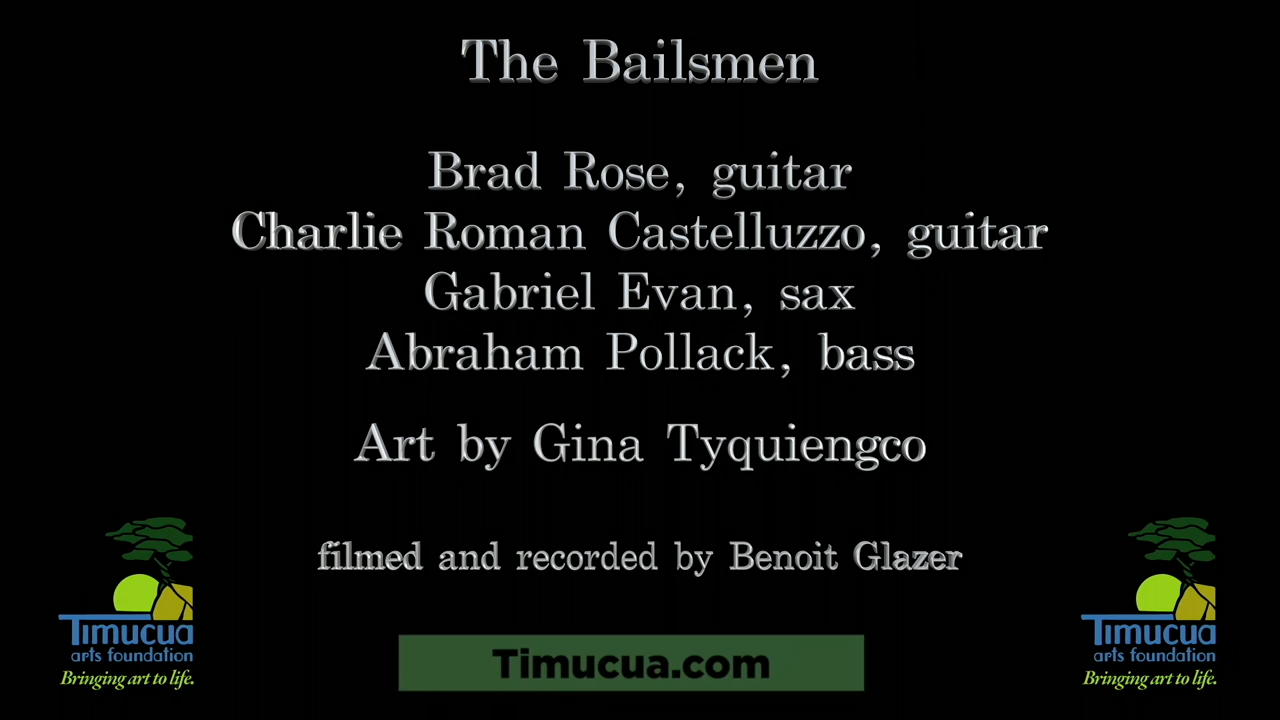 The Bailsmen
Brad Rose, guitar
Charlie Roman Castelluzzo, guitar
Gabriel Evan, sax
Abraham Pollack, bass
Art by Gina Tyquiengco
filmed and recorded by Benoit Glazer
Timucua
arts foundation
Bringing art to life.
Timucua.com
Timucua
arts foundation
Bringing art to life.